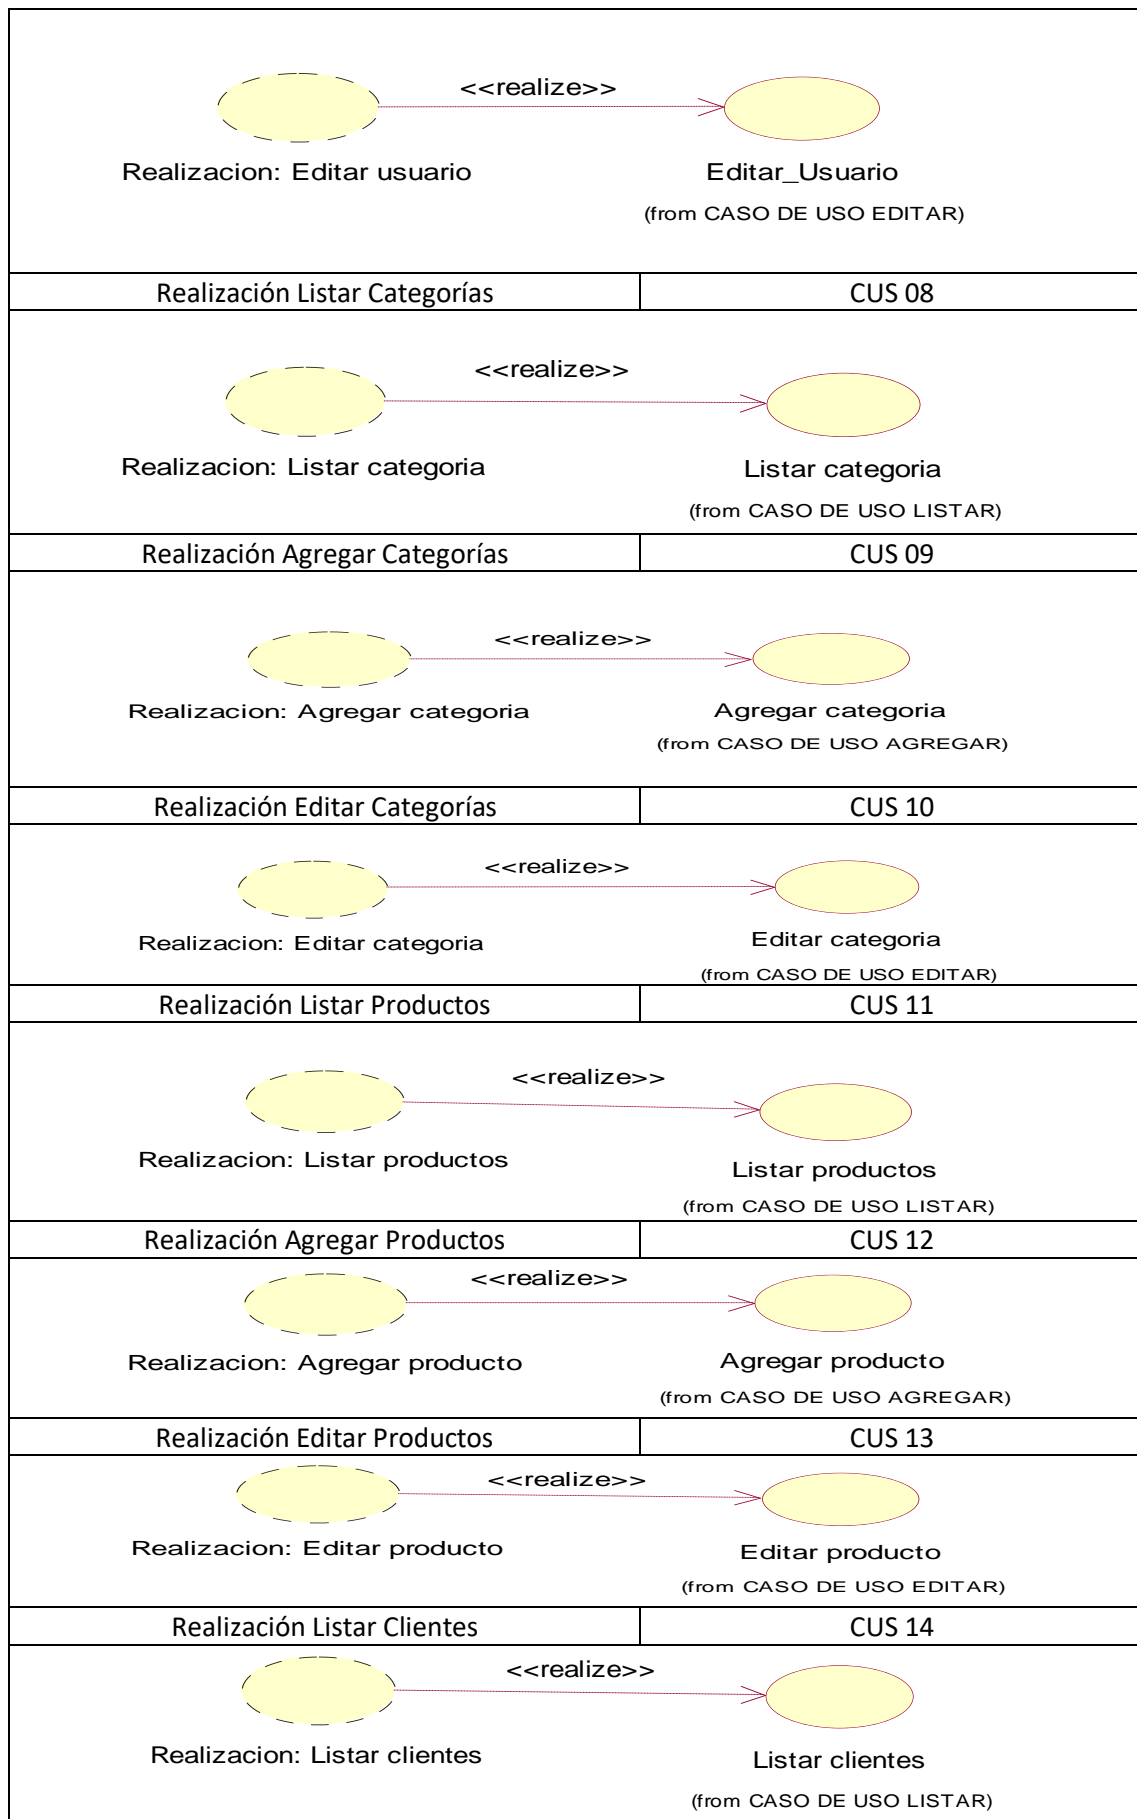 <<realize>>
Realizacion: Editar usuario
Editar_Usuario
(from CASO DE USO EDITAR)
Realización Listar Categorías CUS 08
<<realize>>
Realizacion: Listar categoria
Listar categoria
(from CASO DE USO LISTAR)
Realización Agregar Categorías CUS 09
<<realize>>
Realizacion: Agregar categoria
Agregar categoria
(from CASO DE USO AGREGAR)
Realización Editar Categorías CUS 10
<<realize>>
Realizacion: Editar categoria
Editar categoria
(from CASO DE USO EDITAR)
Realización Listar Productos CUS 11
<<realize>>
Realizacion: Listar productos
Listar productos
(from CASO DE USO LISTAR)
Realización Agregar Productos CUS 12
<<realize>>
Realizacion: Agregar producto
Agregar producto
(from CASO DE USO AGREGAR)
Realización Editar Productos CUS 13
<<realize>>
Realizacion: Editar producto
Editar producto
(from CASO DE USO EDITAR)
Realización Listar Clientes CUS 14
<<realize>>
Realizacion: Listar clientes
Listar clientes
(from CASO DE USO LISTAR)